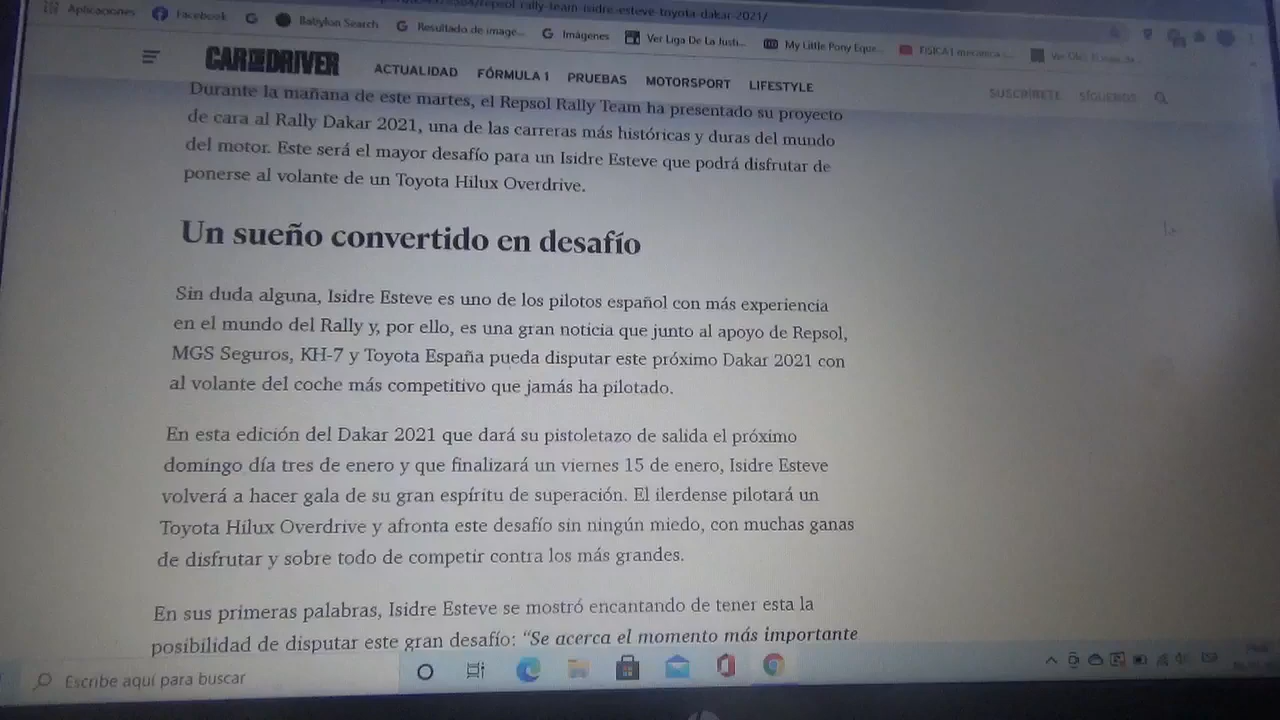 repsol-rally-team-isidre-esteve-toyota-dakar-2021/
Aplicaciones Facebook Babylon Search Resultado de image... Imágenes Ver Liga De La Justi... My Little Pony Eque...
CAR AND DRIVER ACTUALIDAD FÓRMULA 1 PRUEBAS MOTORSPORT LIFESTYLE SUSCRÍBETE SÍGUENOS
Durante la mañana de este martes, el Repsol Rally Team ha presentado su proyecto
de cara al Rally Dakar 2021, una de las carreras más históricas y duras del mundo
del motor. Este será el mayor desafío para un Isidre Esteve que podrá disfrutar de
ponerse al volante de un Toyota Hilux Overdrive.
Un sueño convertido en desafío
Sin duda alguna, Isidre Esteve es uno de los pilotos español con más experiencia
en el mundo del Rally y, por ello, es una gran noticia que junto al apoyo de Repsol,
MGS Seguros, KH-7 y Toyota España pueda disputar este próximo Dakar 2021 con
al volante del coche más competitivo que jamás ha pilotado.
En esta edición del Dakar 2021 que dará su pistoletazo de salida el próximo
domingo día tres de enero y que finalizará un viernes 15 de enero, Isidre Esteve
volverá a hacer gala de su gran espíritu de superación. El ilerdense pilotará un
Toyota Hilux Overdrive y afronta este desafío sin ningún miedo, con muchas ganas
de disfrutar y sobre todo de competir contra los más grandes.
En sus primeras palabras, Isidre Esteve se mostró encantando de tener esta la
posibilidad de disputar este gran desafío: “Se acerca el momento más importante
Escribe aquí para buscar